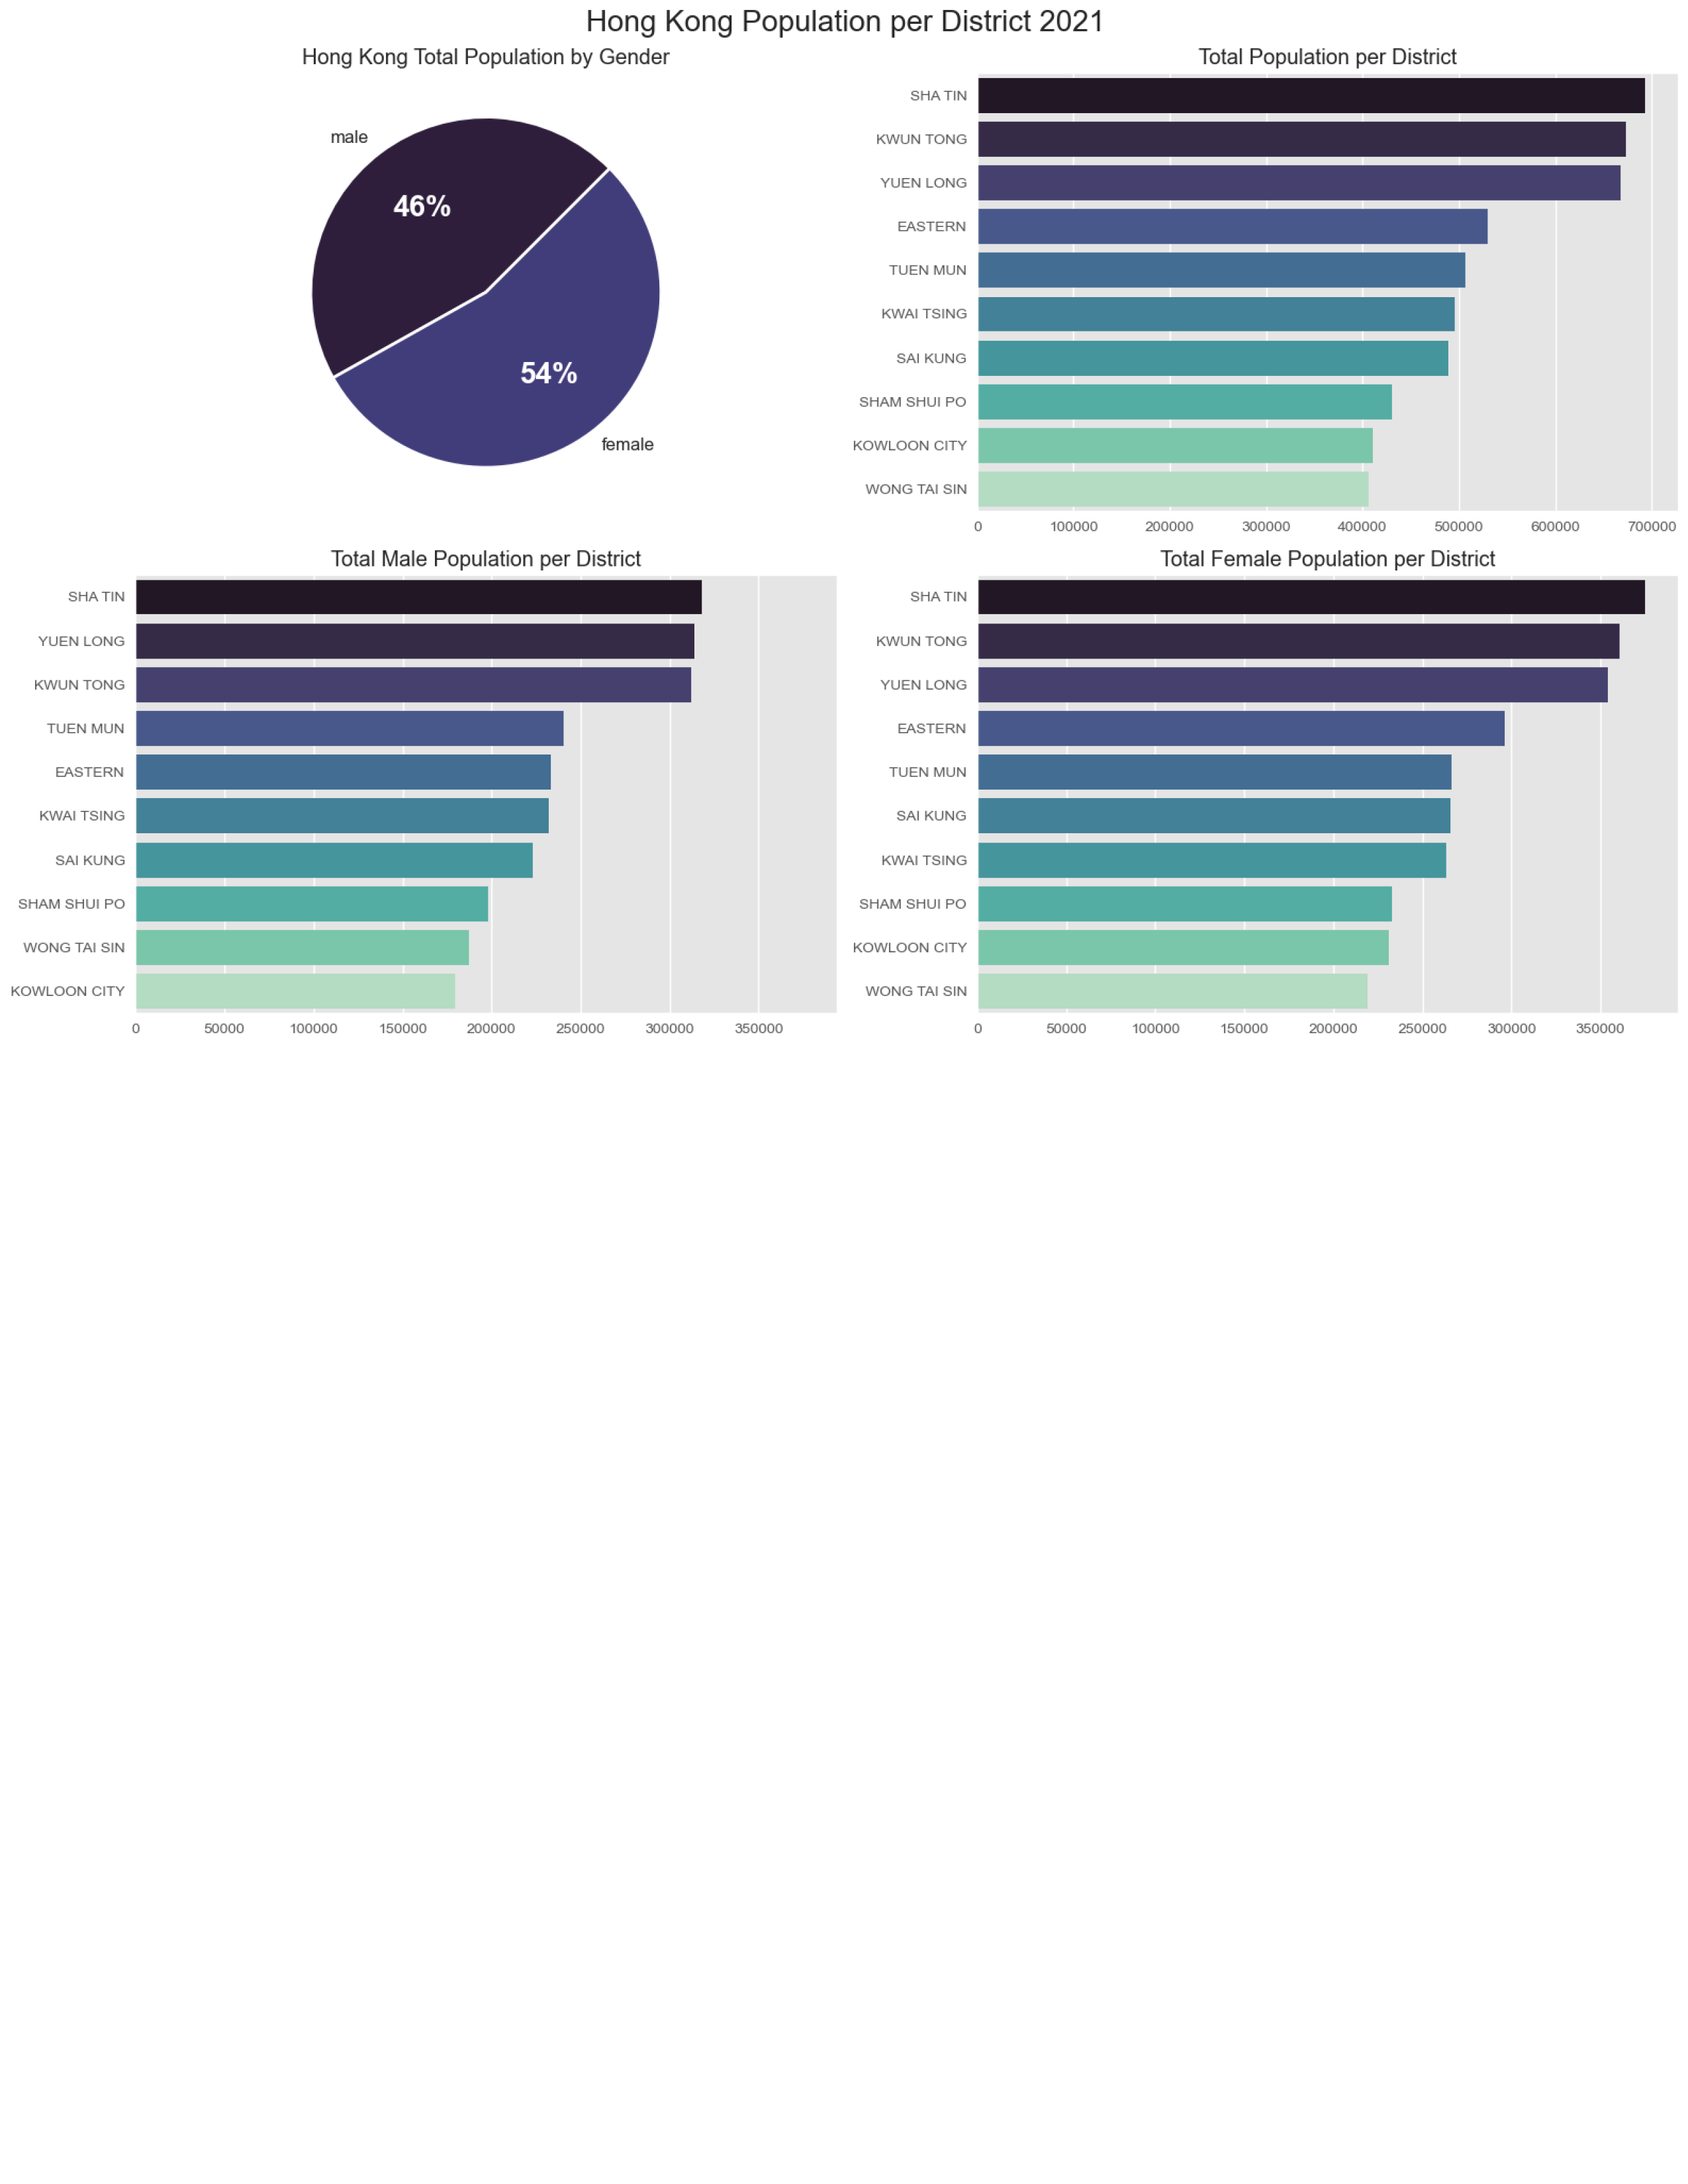 Hong Kong Population per District 2021
Hong Kong Total Population by Gender
male
46%
54%
female
Total Population per District
SHA TIN
KWUN TONG
YUEN LONG
EASTERN
TUEN MUN
KWAI TSING
SAI KUNG
SHAM SHUI PO
KOWLOON CITY
WONG TAI SIN
0 100000 200000 300000 400000 500000 600000 700000
Total Male Population per District
SHA TIN
YUEN LONG
KWUN TONG
TUEN MUN
EASTERN
KWAI TSING
SAI KUNG
SHAM SHUI PO
WONG TAI SIN
KOWLOON CITY
0 50000 100000 150000 200000 250000 300000 350000
Total Female Population per District
SHA TIN
KWUN TONG
YUEN LONG
EASTERN
TUEN MUN
SAI KUNG
KWAI TSING
SHAM SHUI PO
KOWLOON CITY
WONG TAI SIN
0 50000 100000 150000 200000 250000 300000 350000